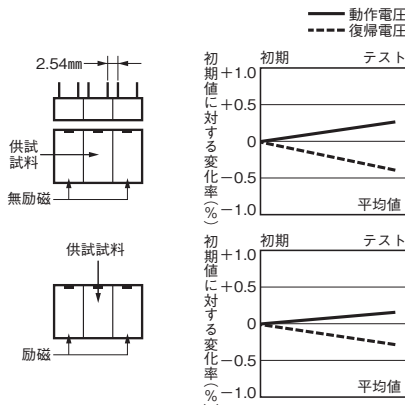 動作電圧
復帰電圧
2.54mm
供試
試料
無励磁
初期値に対する変化率(%)
+1.0
+0.5
0
−0.5
−1.0
初期
テスト
平均値
供試試料
励磁
初期値に対する変化率(%)
+1.0
+0.5
0
−0.5
−1.0
初期
テスト
平均値